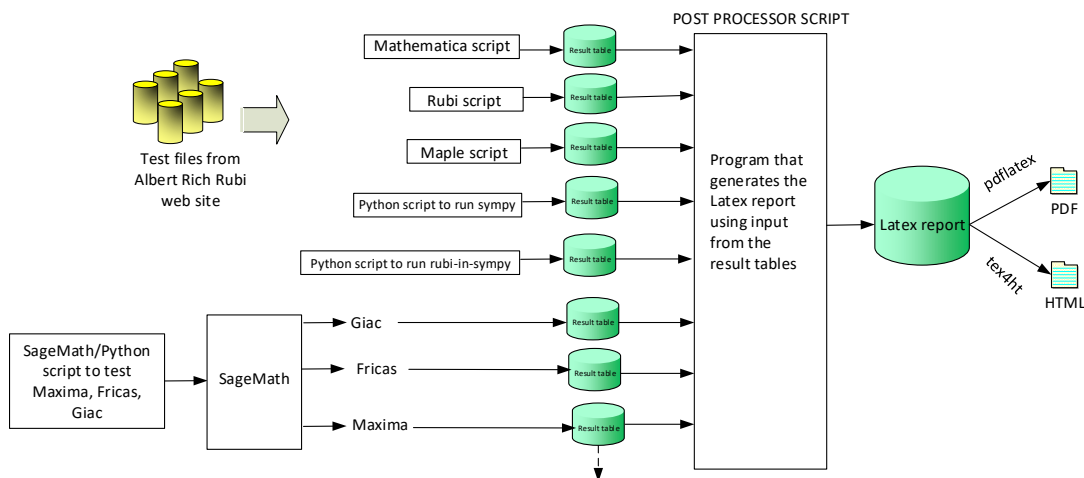 POST PROCESSOR SCRIPT
Mathematica script
Result table
Rubi script
Result table
Maple script
Result table
Python script to run sympy
Result table
Python script to run rubi-in-sympy
Result table
Test files from
Albert Rich Rubi
web site
SageMath/Python
script to test
Maxima, Fricas,
Giac
SageMath
Giac
Result table
Fricas
Result table
Maxima
Result table
Program that
generates the
Latex report
using input
from the
result tables
Latex report
pdflatex
PDF
tex4ht
HTML